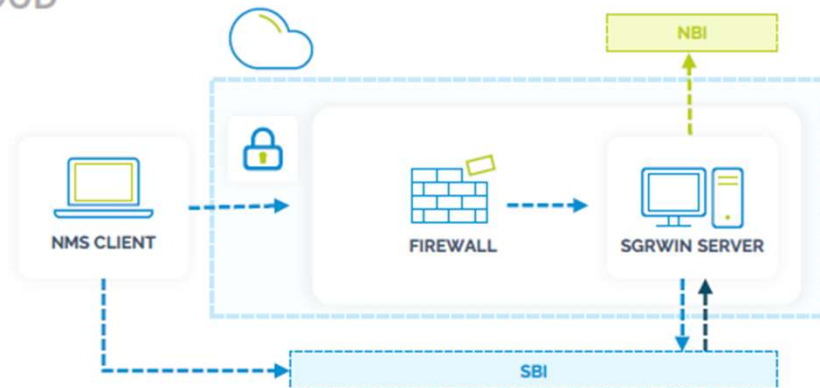 NBI
NMS CLIENT
FIREWALL
SGRWIN SERVER
SBI